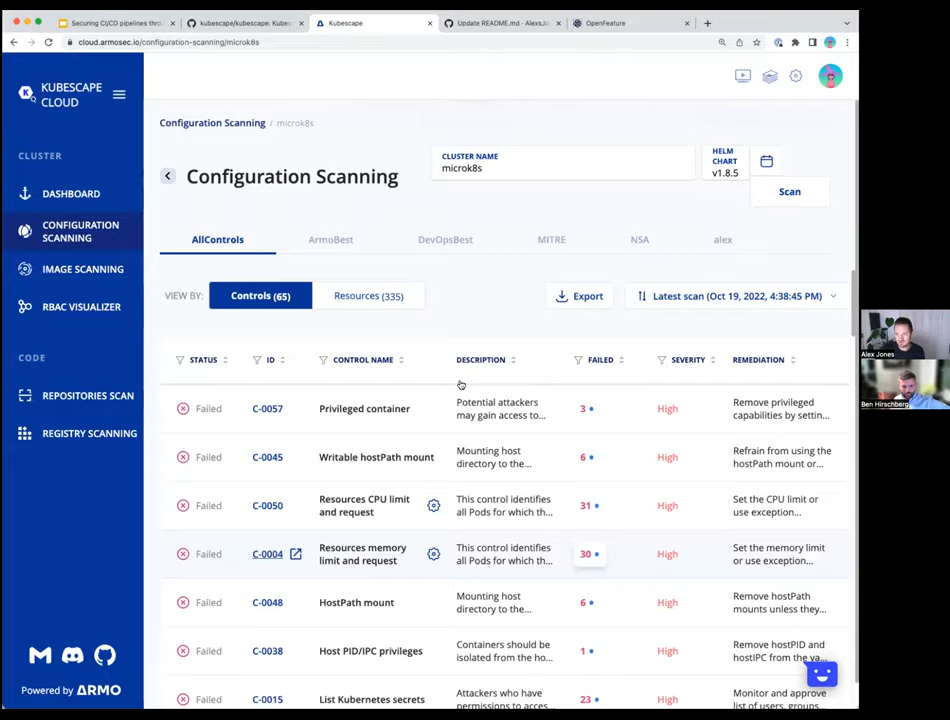 Securing CI/CD pipelines throu
kubescape/kubescape: Kubes
Kubescape
Update README.md · AlexsJo
OpenFeature
cloud.armosec.io/configuration-scanning/microk8s
KUBESCAPE
CLOUD
CLUSTER
DASHBOARD
CONFIGURATION
SCANNING
IMAGE SCANNING
RBAC VISUALIZER
CODE
REPOSITORIES SCAN
REGISTRY SCANNING
Powered by ARMO
Configuration Scanning / microk8s
Configuration Scanning
CLUSTER NAME
microk8s
HELM
CHART
v1.8.5
Scan
AllControls
ArmoBest
DevOpsBest
MITRE
NSA
alex
VIEW BY:
Controls (65)
Resources (335)
Export
Latest scan (Oct 19, 2022, 4:38:45 PM)
STATUS
ID
CONTROL NAME
DESCRIPTION
FAILED
SEVERITY
REMEDIATION
Failed
C-0057
Privileged container
Potential attackers
may gain access to...
3
High
Remove privileged
capabilities by settin...
Failed
C-0045
Writable hostPath mount
Mounting host
directory to the...
6
High
Refrain from using the
hostPath mount or...
Failed
C-0050
Resources CPU limit
and request
This control identifies
all Pods for which th...
31
High
Set the CPU limit or
use exception...
Failed
C-0004
Resources memory
limit and request
This control identifies
all Pods for which th...
30
High
Set the memory limit
or use exception...
Failed
C-0048
HostPath mount
Mounting host
directory to the...
6
High
Remove hostPath
mounts unless they...
Failed
C-0038
Host PID/IPC privileges
Containers should be
isolated from the ho...
1
High
Remove hostPID and
hostIPC from the ya...
Failed
C-0015
List Kubernetes secrets
Attackers who have
permissions to acces...
23
High
Monitor and approve
list of users, groups...
Alex Jones
Ben Hirschberg